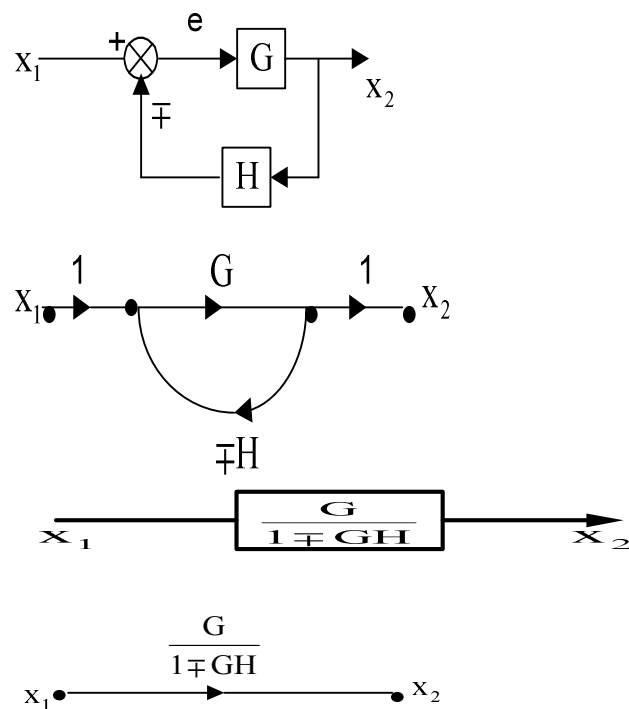 e
+
x₁ G
x₂
∓
H
1 G 1
x₁ x₂
∓H
G
1 ∓ GH
x₁ x₂
G
1 ∓ GH
x₁ x₂